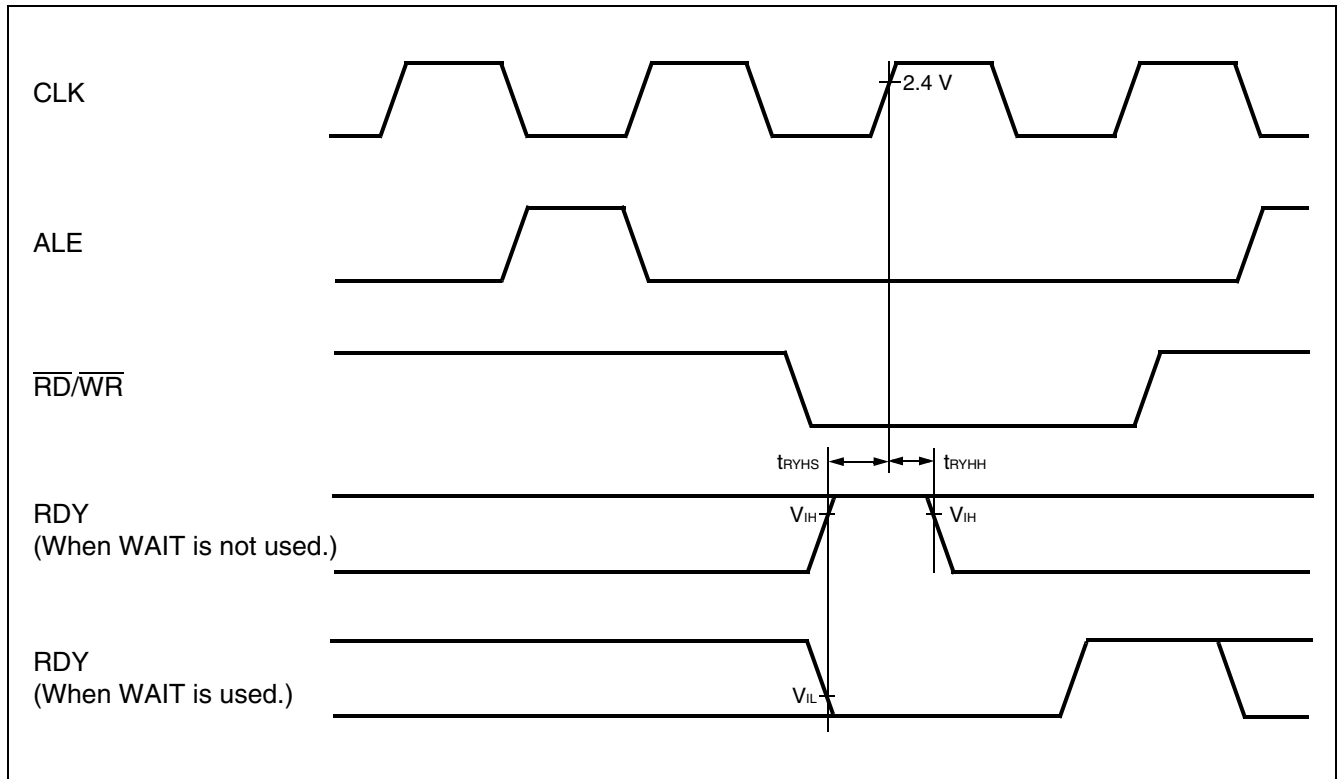 CLK
2.4 V
ALE
RD/WR
tRYHS
tRYHH
RDY
(When WAIT is not used.)
VIH
VIH
RDY
(When WAIT is used.)
VIL